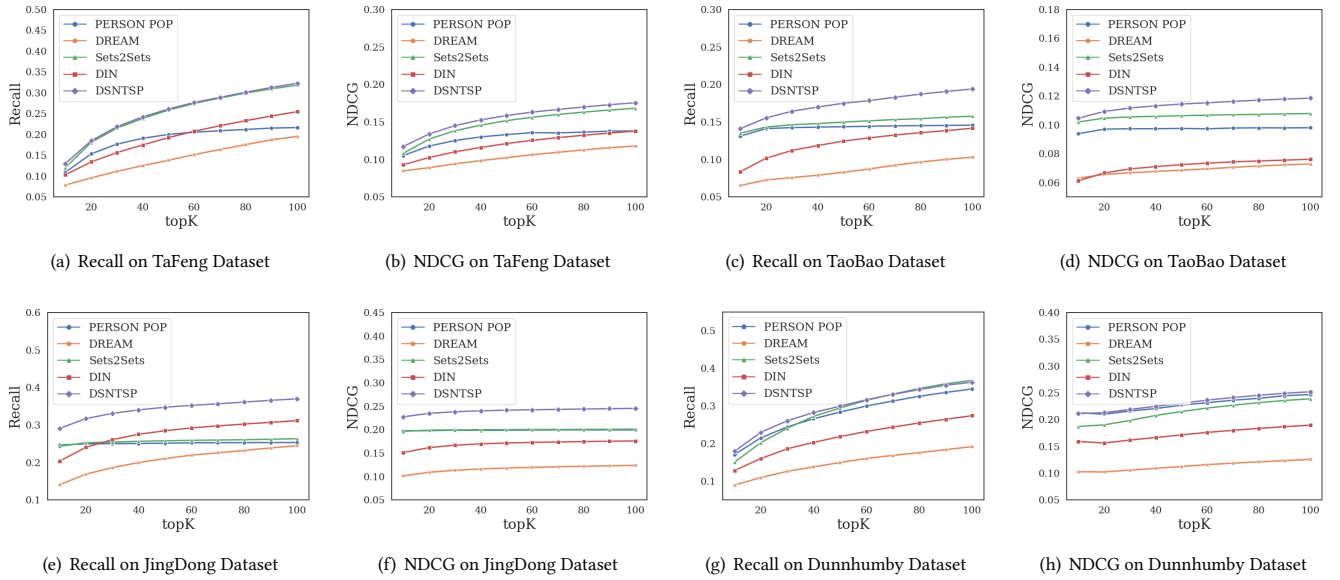 0.50
0.45
0.40
0.35
0.30
0.25
0.20
0.15
0.10
0.05
Recall
PERSON POP
DREAM
Sets2Sets
DIN
DSNTSP
20 40 60 80 100
topK
(a) Recall on TaFeng Dataset
0.30
0.25
0.20
0.15
0.10
0.05
NDCG
PERSON POP
DREAM
Sets2Sets
DIN
DSNTSP
20 40 60 80 100
topK
(b) NDCG on TaFeng Dataset
0.30
0.25
0.20
0.15
0.10
0.05
Recall
PERSON POP
DREAM
Sets2Sets
DIN
DSNTSP
20 40 60 80 100
topK
(c) Recall on TaoBao Dataset
0.18
0.16
0.14
0.12
0.10
0.08
0.06
NDCG
PERSON POP
DREAM
Sets2Sets
DIN
DSNTSP
20 40 60 80 100
topK
(d) NDCG on TaoBao Dataset
0.6
0.5
0.4
0.3
0.2
0.1
Recall
PERSON POP
DREAM
Sets2Sets
DIN
DSNTSP
20 40 60 80 100
topK
(e) Recall on JingDong Dataset
0.45
0.40
0.35
0.30
0.25
0.20
0.15
0.10
0.05
NDCG
PERSON POP
DREAM
Sets2Sets
DIN
DSNTSP
20 40 60 80 100
topK
(f) NDCG on JingDong Dataset
0.5
0.4
0.3
0.2
0.1
Recall
PERSON POP
DREAM
Sets2Sets
DIN
DSNTSP
20 40 60 80 100
topK
(g) Recall on Dunnhumby Dataset
0.40
0.35
0.30
0.25
0.20
0.15
0.10
0.05
NDCG
PERSON POP
DREAM
Sets2Sets
DIN
DSNTSP
20 40 60 80 100
topK
(h) NDCG on Dunnhumby Dataset